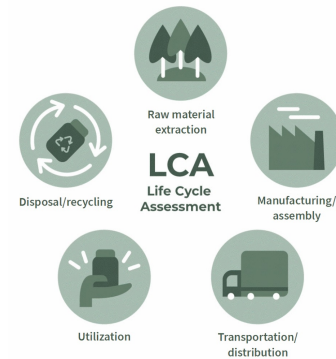 Raw material
extraction
LCA
Life Cycle
Assessment
Disposal/recycling
Manufacturing/
assembly
Utilization
Transportation/
distribution